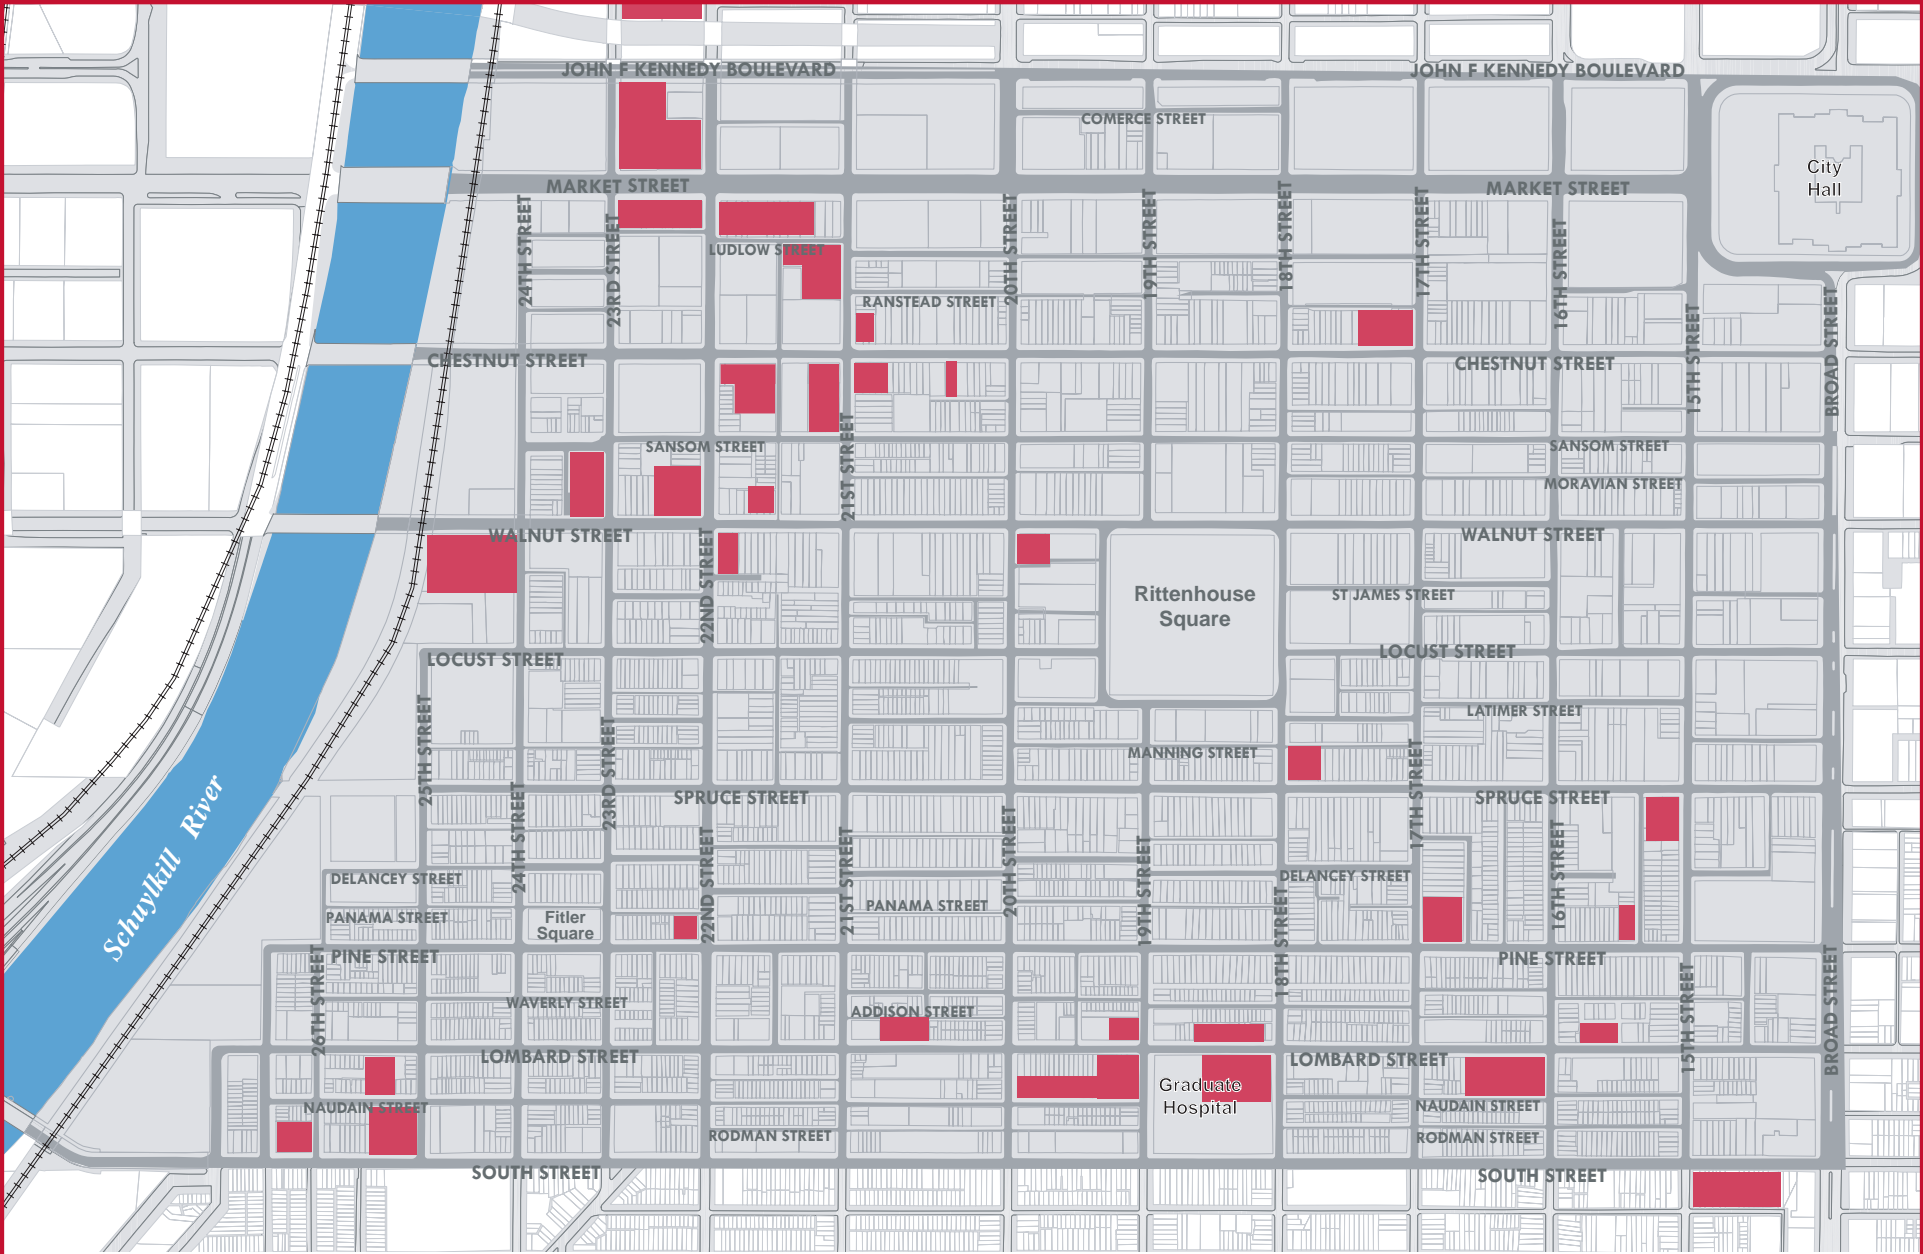 JOHN F KENNEDY BOULEVARD
JOHN F KENNEDY BOULEVARD
COMERCE STREET
City
Hall
MARKET STREET
MARKET STREET
24TH STREET
23RD STREET
LUDLOW STREET
20TH STREET
19TH STREET
18TH STREET
17TH STREET
16TH STREET
RANSTEAD STREET
15TH STREET
BROAD STREET
CHESTNUT STREET
CHESTNUT STREET
SANSOM STREET
SANSOM STREET
21ST STREET
MORAVIAN STREET
WALNUT STREET
WALNUT STREET
22ND STREET
Rittenhouse
Square
ST JAMES STREET
LOCUST STREET
LOCUST STREET
25TH STREET
23RD STREET
LATIMER STREET
MANNING STREET
17TH STREET
SPRUCE STREET
SPRUCE STREET
24TH STREET
22ND STREET
21ST STREET
20TH STREET
19TH STREET
16TH STREET
Schuylkill River
DELANCEY STREET
DELANCEY STREET
PANAMA STREET
PANAMA STREET
Fitler
Square
18TH STREET
PINE STREET
PINE STREET
26TH STREET
15TH STREET
BROAD STREET
WAVERLY STREET
ADDISON STREET
LOMBARD STREET
LOMBARD STREET
Graduate
Hospital
NAUDAIN STREET
NAUDAIN STREET
RODMAN STREET
RODMAN STREET
SOUTH STREET
SOUTH STREET